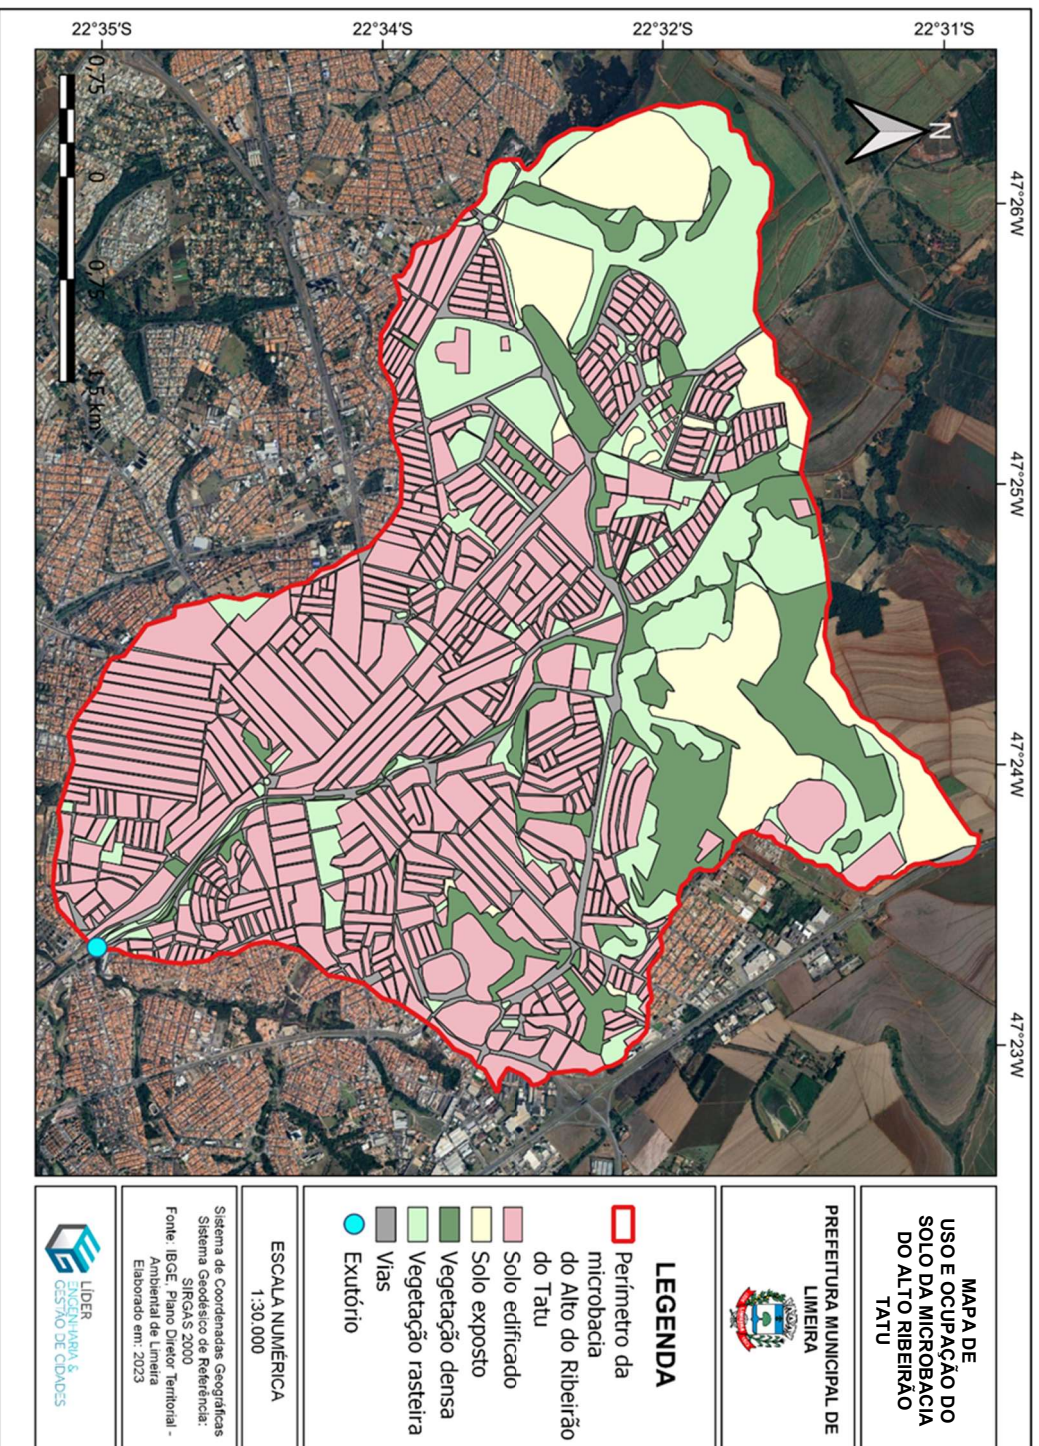 22°35'S
22°34'S
22°32'S
22°31'S
47°26'W
47°25'W
47°24'W
47°23'W
N
0,75
0
0,75
1,5 km
MAPA DE
USO E OCUPAÇÃO DO
SOLO DA MICROBACIA
DO ALTO RIBEIRÃO
TATU
PREFEITURA MUNICIPAL DE
LIMEIRA
LEGENDA
Perímetro da
microbacia
do Alto do Ribeirão
do Tatu
Solo edificado
Solo exposto
Vegetação densa
Vegetação rasteira
Vias
Exutório
ESCALA NUMÉRICA
1:30.000
Sistema de Coordenadas Geográficas
Sistema Geodésico de Referência:
SIRGAS 2000
Fonte: IBGE, Plano Diretor Territorial -
Ambiental de Limeira
Elaborado em: 2023
LÍDER
ENGENHARIA &
GESTÃO DE CIDADES